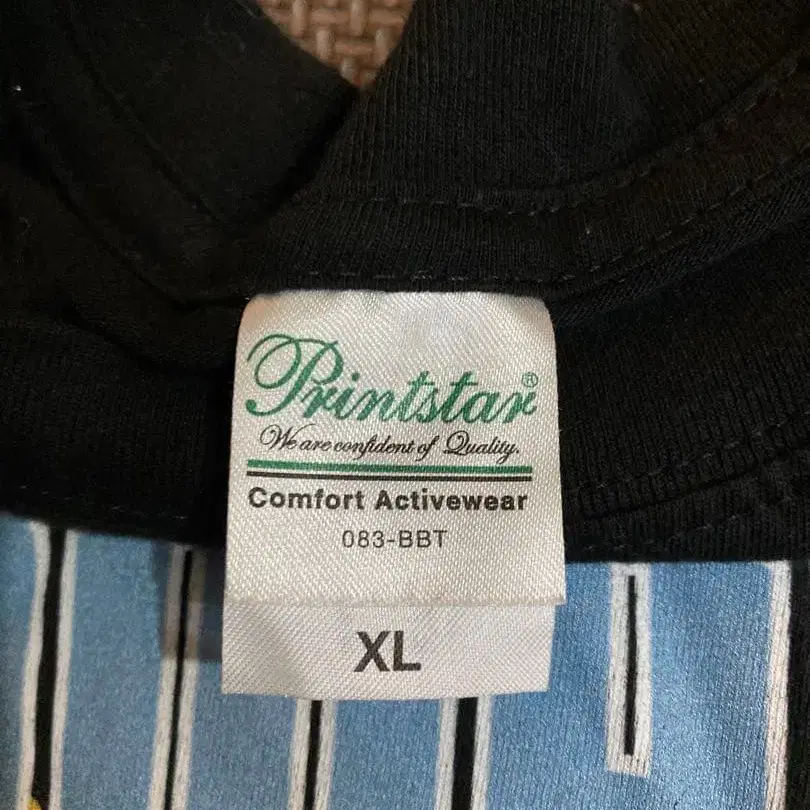 Printstar®
We are confident of Quality.
Comfort Activewear
083-BBT
XL